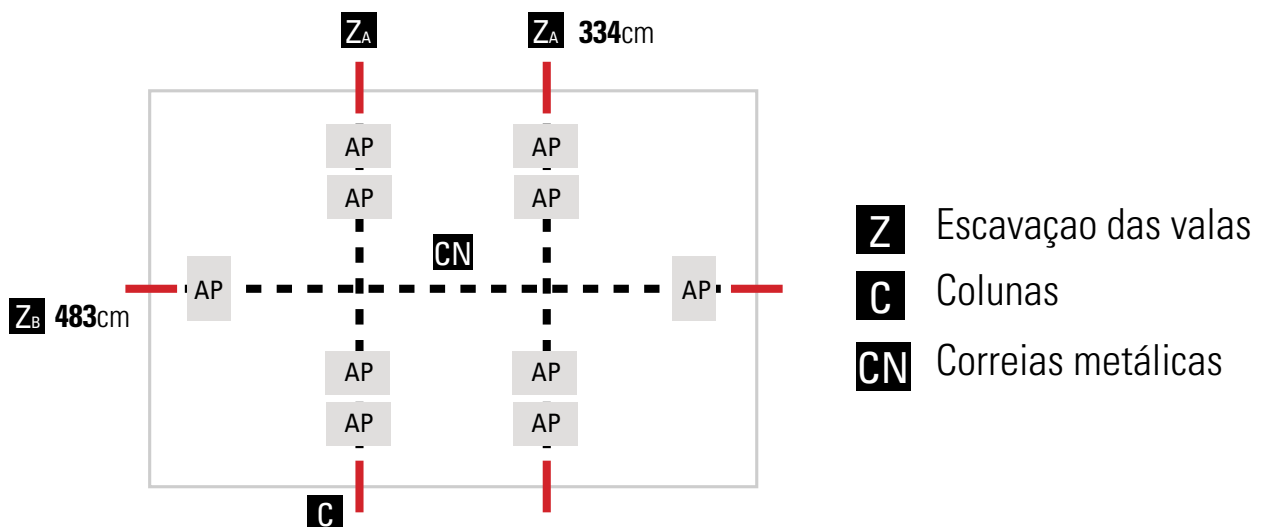 ZA ZA 334cm
AP AP
AP AP
CN
AP AP
ZB 483cm
AP AP
AP AP
C
Z Escavaçao das valas
C Colunas
CN Correias metálicas